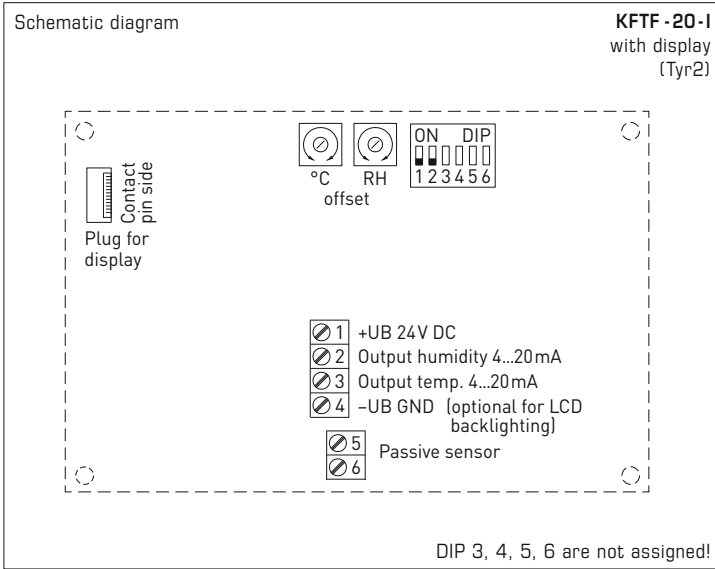 Schematic diagram
KFTF - 20 - I
with display
(Tyr2)
ON DIP
1 2 3 4 5 6
°C RH
offset
Contact
pin side
Plug for
display
1 +UB 24V DC
2 Output humidity 4...20mA
3 Output temp. 4...20mA
4 –UB GND (optional for LCD
backlighting)
5
Passive sensor
6
DIP 3, 4, 5, 6 are not assigned!